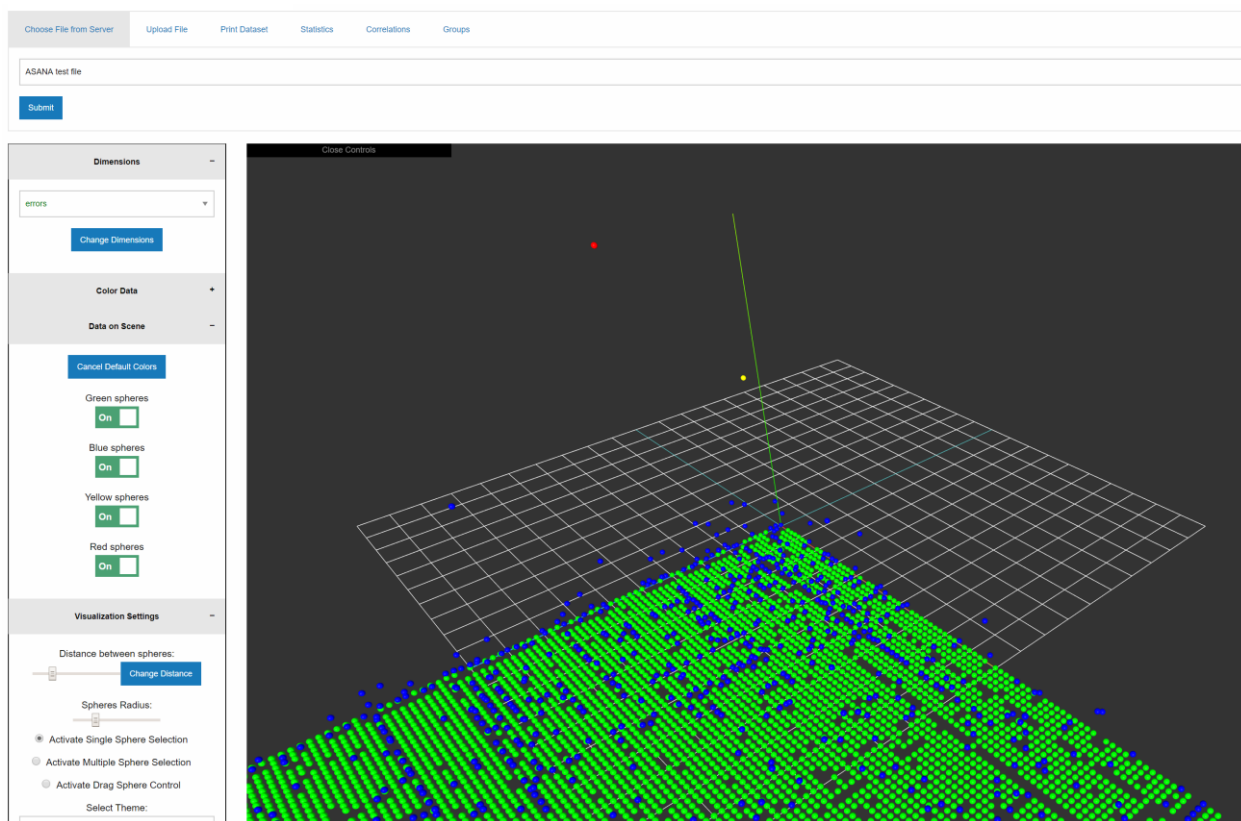 Choose File from Server Upload File Print Dataset Statistics Correlations Groups
ASANA test file
Submit
Close Controls
Dimensions −
errors
Change Dimensions
Color Data +
Data on Scene −
Cancel Default Colors
Green spheres
On
Blue spheres
On
Yellow spheres
On
Red spheres
On
Visualization Settings −
Distance between spheres:
Change Distance
Spheres Radius:
Activate Single Sphere Selection
Activate Multiple Sphere Selection
Activate Drag Sphere Control
Select Theme: